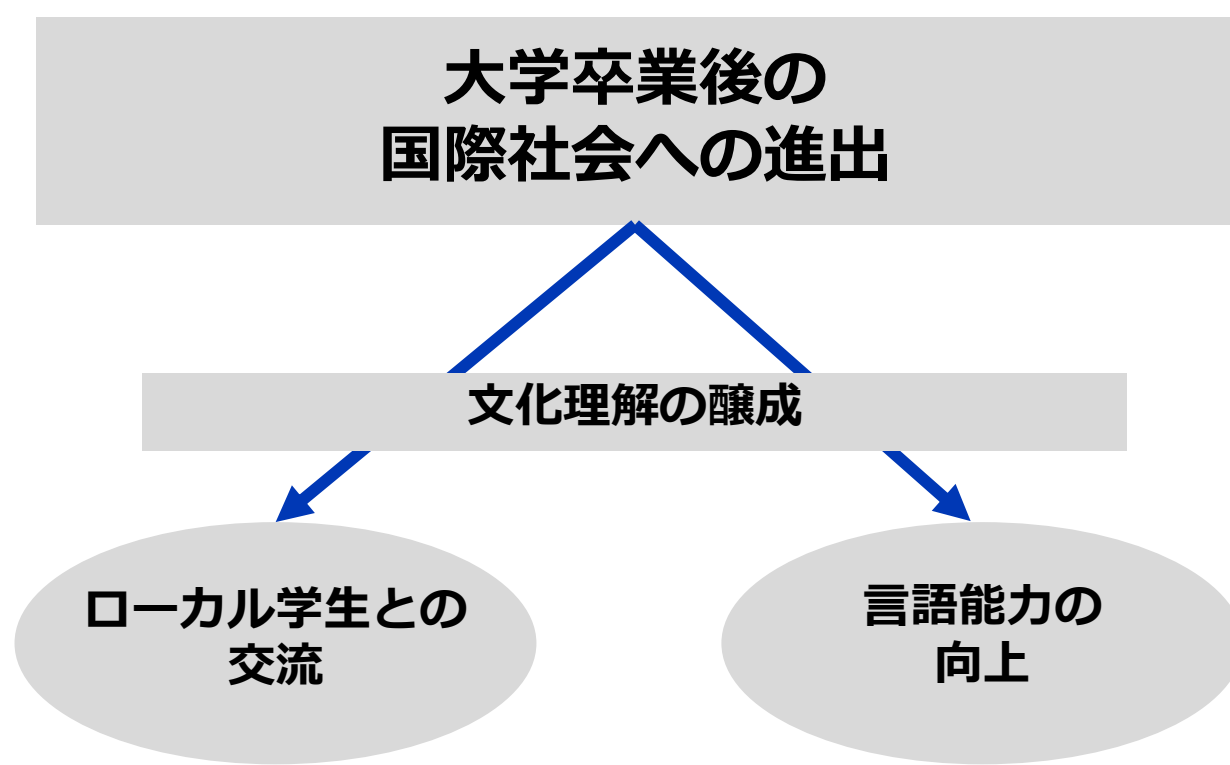 大学卒業後の
国際社会への進出
文化理解の醸成
ローカル学生との
交流
言語能力の
向上